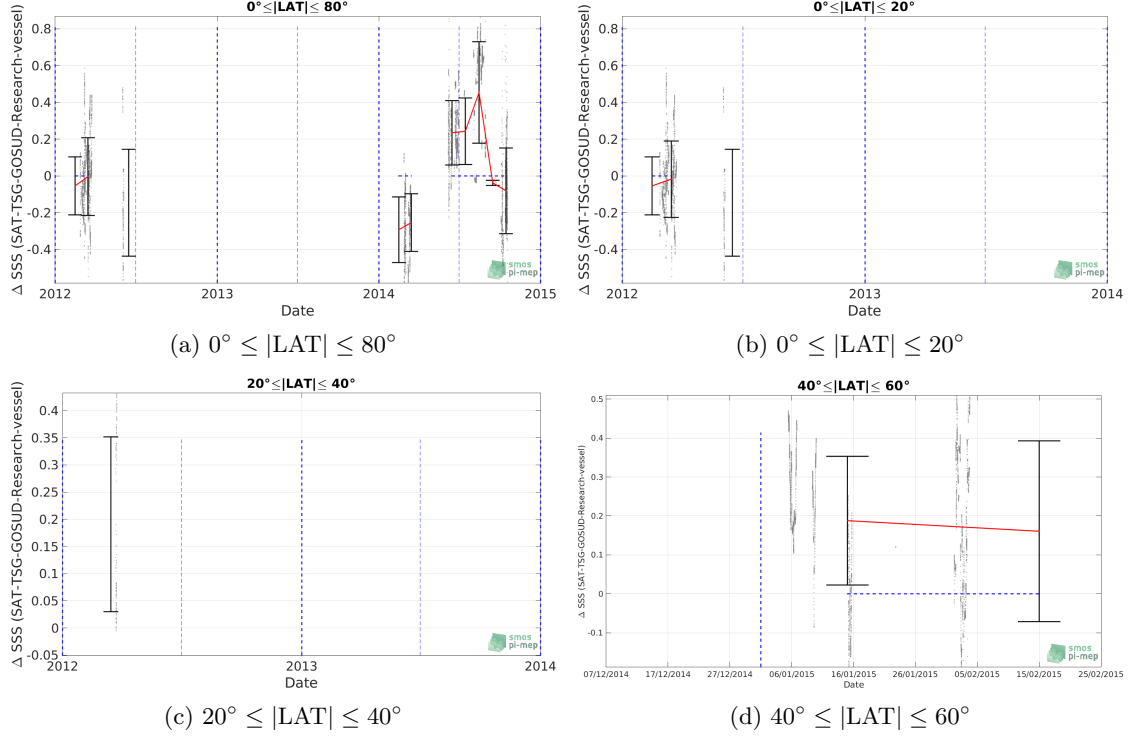 0°≤|LAT|≤ 80°
Δ SSS (SAT-TSG-GOSUD-Research-vessel)
0.8
0.6
0.4
0.2
0
-0.2
-0.4
smos
pi-mep
2012
2013
2014
2015
Date
(a) 0° ≤ |LAT| ≤ 80°
0°≤|LAT|≤ 20°
Δ SSS (SAT-TSG-GOSUD-Research-vessel)
0.8
0.6
0.4
0.2
0
-0.2
-0.4
smos
pi-mep
2012
2013
2014
Date
(b) 0° ≤ |LAT| ≤ 20°
20°≤|LAT|≤ 40°
Δ SSS (SAT-TSG-GOSUD-Research-vessel)
0.4
0.35
0.3
0.25
0.2
0.15
0.1
0.05
0
-0.05
smos
pi-mep
2012
2013
2014
Date
(c) 20° ≤ |LAT| ≤ 40°
40°≤|LAT|≤ 60°
Δ SSS (SAT-TSG-GOSUD-Research-vessel)
0.5
0.4
0.3
0.2
0.1
0
-0.1
smos
pi-mep
07/12/2014
17/12/2014
27/12/2014
06/01/2015
16/01/2015
26/01/2015
05/02/2015
15/02/2015
25/02/2015
Date
(d) 40° ≤ |LAT| ≤ 60°